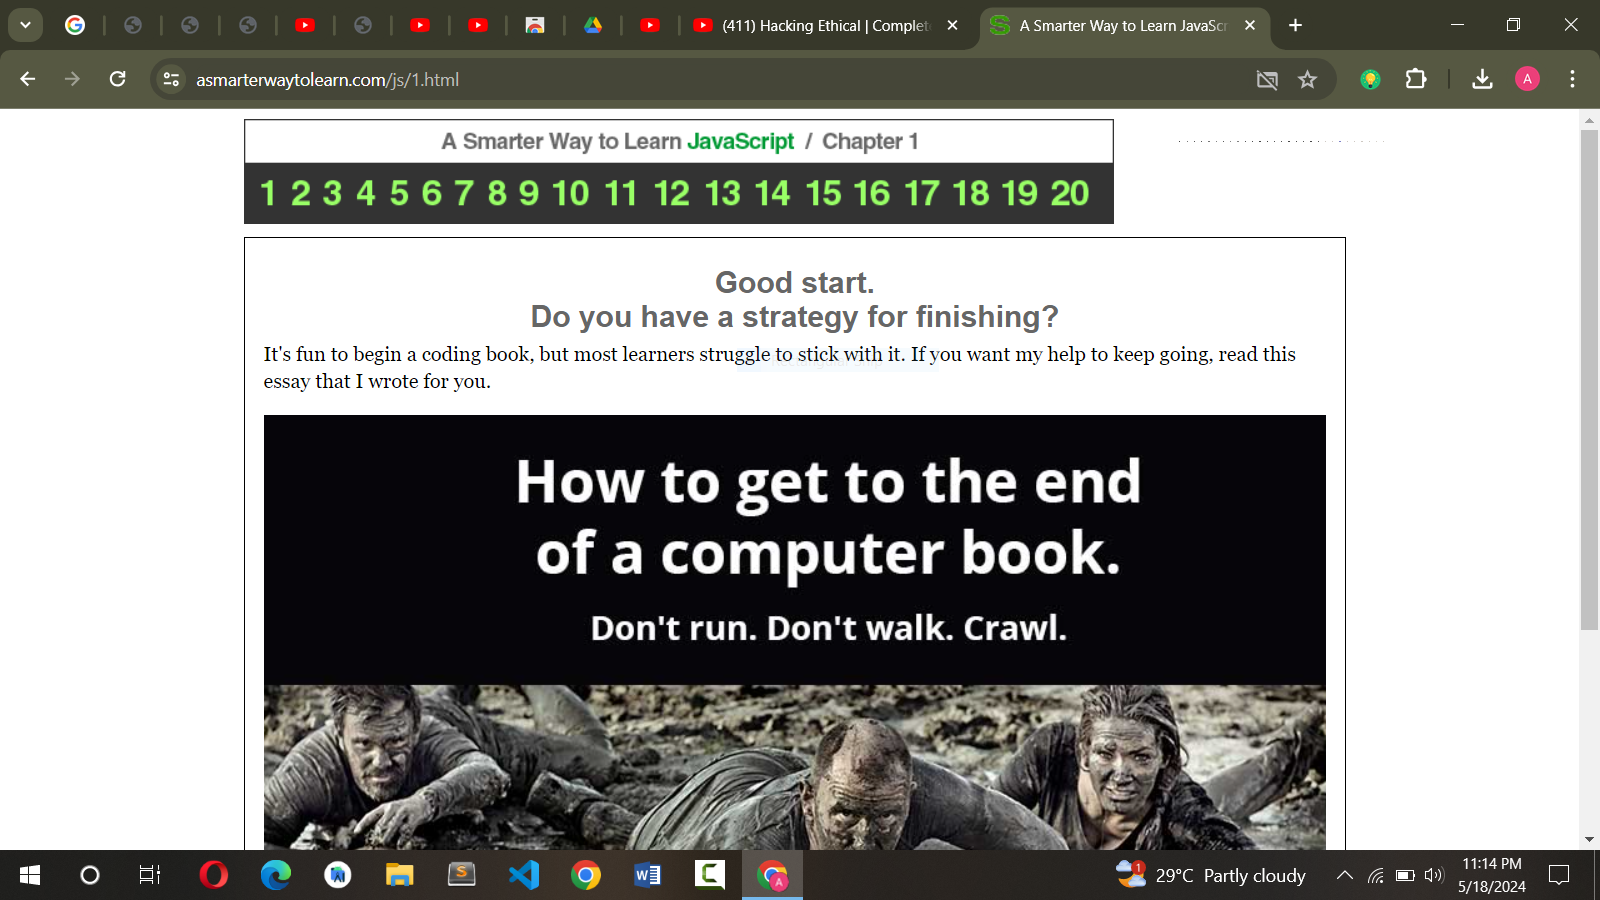 (411) Hacking Ethical | Complet
A Smarter Way to Learn JavaScr
asmarterwaytolearn.com/js/1.html
A
A Smarter Way to Learn JavaScript / Chapter 1
1 2 3 4 5 6 7 8 9 10 11 12 13 14 15 16 17 18 19 20
Good start.
Do you have a strategy for finishing?
It's fun to begin a coding book, but most learners struggle to stick with it. If you want my help to keep going, read this
essay that I wrote for you.
How to get to the end
of a computer book.
Don't run. Don't walk. Crawl.
1
29°C Partly cloudy
11:14 PM
5/18/2024